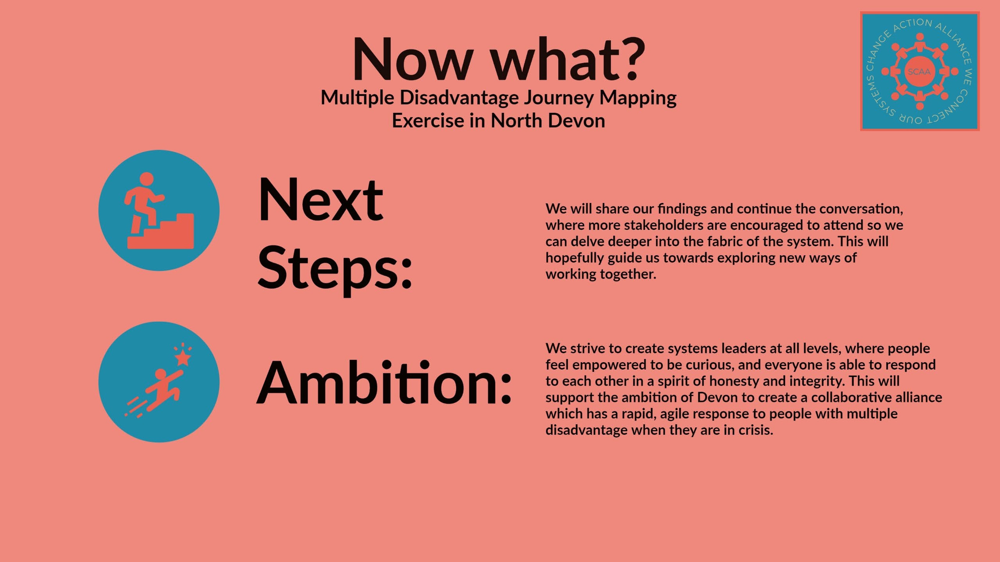 Now what?
Multiple Disadvantage Journey Mapping
Exercise in North Devon
SYSTEMS CHANGE ACTION ALLIANCE WE CONNECT OUR
SCAA
Next
Steps:
We will share our findings and continue the conversation,
where more stakeholders are encouraged to attend so we
can delve deeper into the fabric of the system. This will
hopefully guide us towards exploring new ways of
working together.
Ambition:
We strive to create systems leaders at all levels, where people
feel empowered to be curious, and everyone is able to respond
to each other in a spirit of honesty and integrity. This will
support the ambition of Devon to create a collaborative alliance
which has a rapid, agile response to people with multiple
disadvantage when they are in crisis.